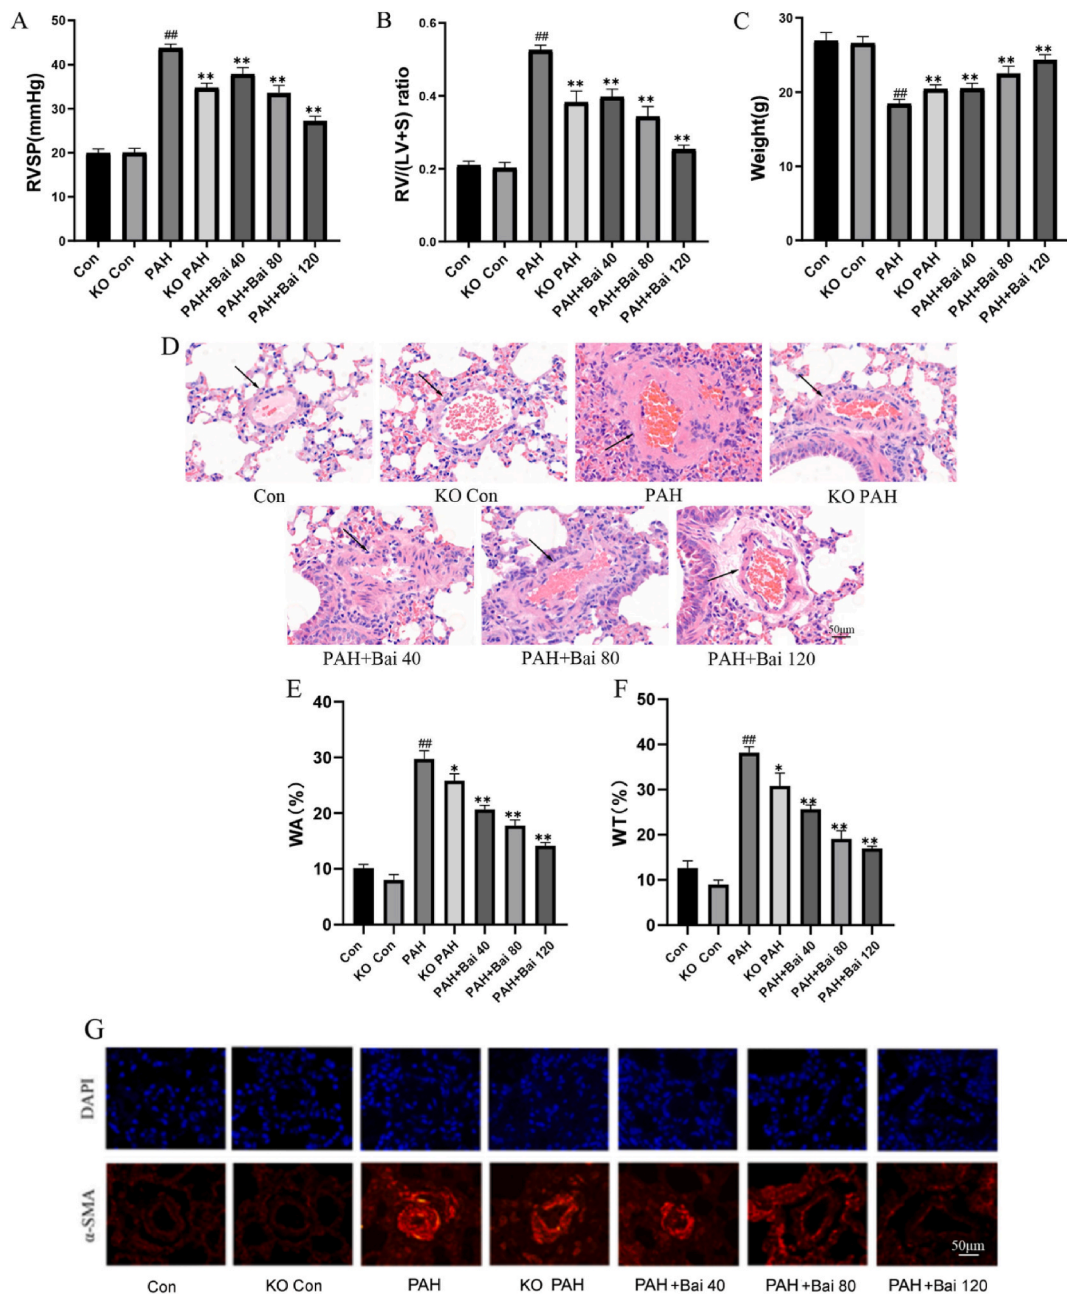 A
RVSP(mmHg)
50
40
30
20
10
0
##
**
**
**
**
Con
KO Con
PAH
KO PAH
PAH+Bai 40
PAH+Bai 80
PAH+Bai 120
B
RV/(LV+S) ratio
0.6
0.4
0.2
0.0
##
**
**
**
**
Con
KO Con
PAH
KO PAH
PAH+Bai 40
PAH+Bai 80
PAH+Bai 120
C
Weight(g)
30
20
10
0
##
**
**
**
**
Con
KO Con
PAH
KO PAH
PAH+Bai 40
PAH+Bai 80
PAH+Bai 120
D
Con
KO Con
PAH
KO PAH
50μm
PAH+Bai 40
PAH+Bai 80
PAH+Bai 120
E
WA(%)
40
30
20
10
0
##
*
**
**
**
Con
KO Con
PAH
KO PAH
PAH+Bai 40
PAH+Bai 80
PAH+Bai 120
F
WT(%)
50
40
30
20
10
0
##
*
**
**
**
Con
KO Con
PAH
KO PAH
PAH+Bai 40
PAH+Bai 80
PAH+Bai 120
G
DAPI
α-SMA
50μm
Con
KO Con
PAH
KO PAH
PAH+Bai 40
PAH+Bai 80
PAH+Bai 120